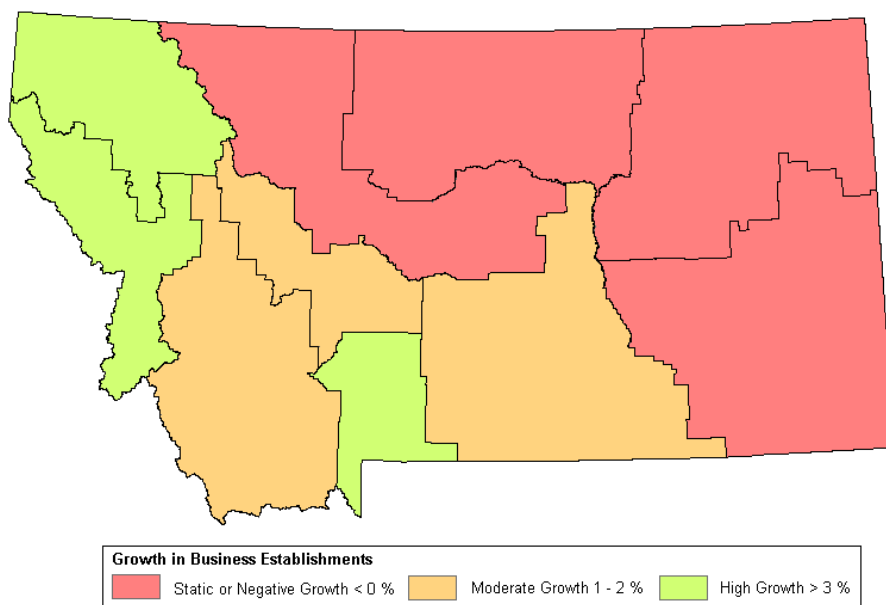 Growth in Business Establishments
Static or Negative Growth < 0 % Moderate Growth 1 - 2 % High Growth > 3 %